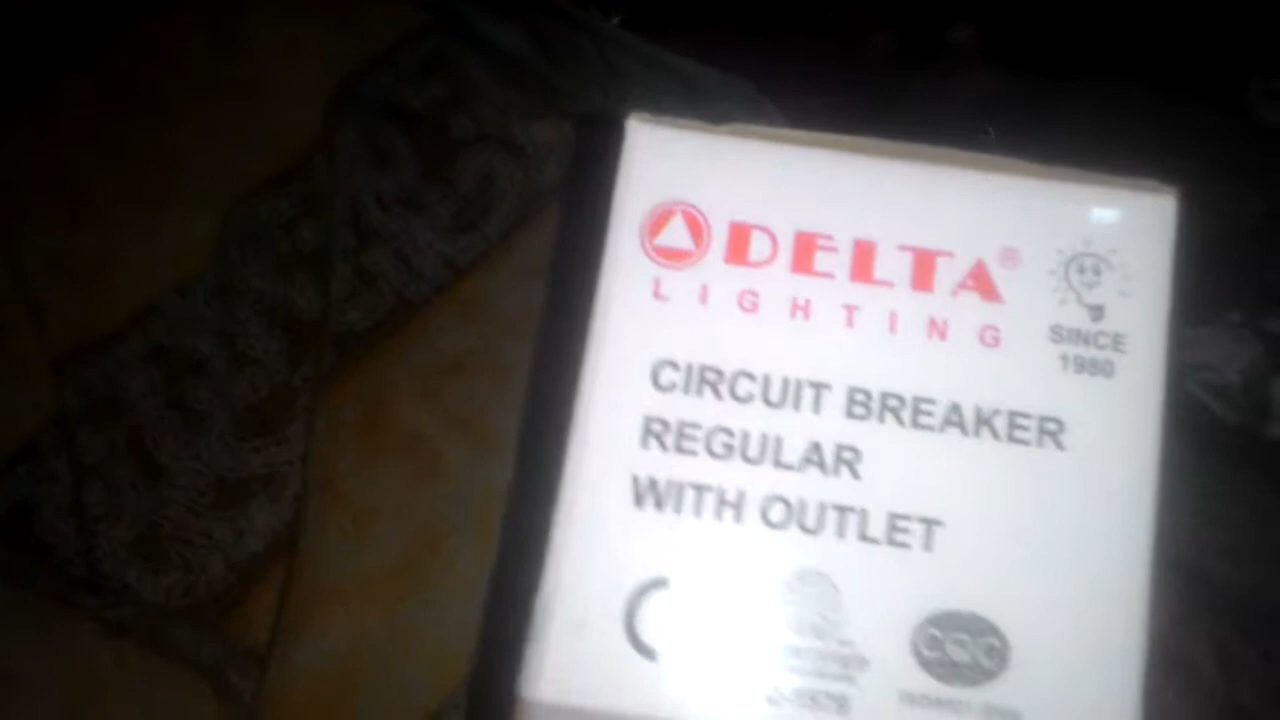 DELTA®
LIGHTING
SINCE
1980
CIRCUIT BREAKER
REGULAR
WITH OUTLET